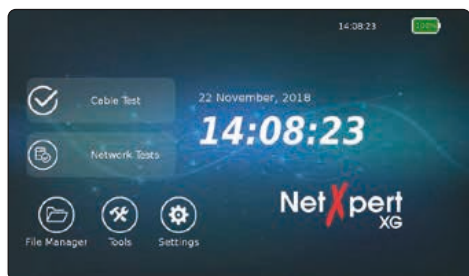 14:08:23
100%
Cable Test
22 November, 2018
14:08:23
Network Tests
NetXpert
XG
File Manager Tools Settings